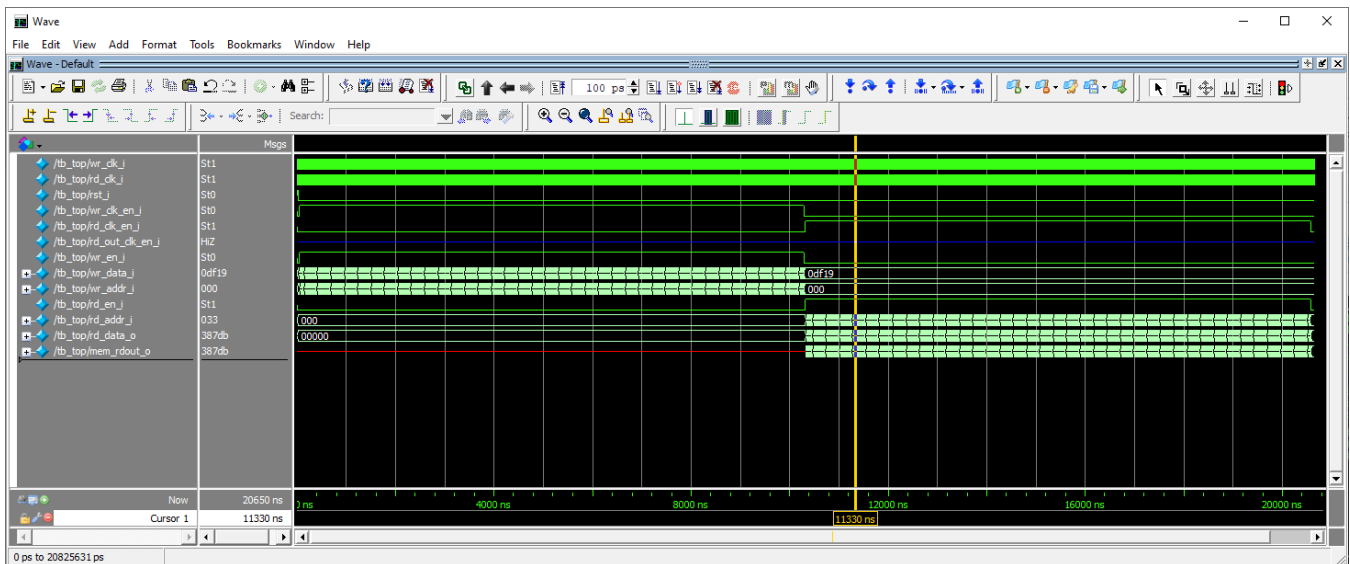 Wave
File Edit View Add Format Tools Bookmarks Window Help
Wave - Default
100 ps
Search:
Msgs
/tb_top/wr_clk_i St1
/tb_top/rd_clk_i St1
/tb_top/rst_i St0
/tb_top/wr_clk_en_i St0
/tb_top/rd_clk_en_i St1
/tb_top/rd_out_clk_en_i HiZ
/tb_top/wr_en_i St0
/tb_top/wr_data_i 0df19 0df19
/tb_top/wr_addr_i 000 000
/tb_top/rd_en_i St1
/tb_top/rd_addr_i 033 000
/tb_top/rd_data_o 387db 00000
/tb_top/mem_rdout_o 387db
Now 20650 ns ns 4000 ns 8000 ns 12000 ns 16000 ns 20000 ns
Cursor 1 11330 ns 11330 ns
0 ps to 20825631 ps